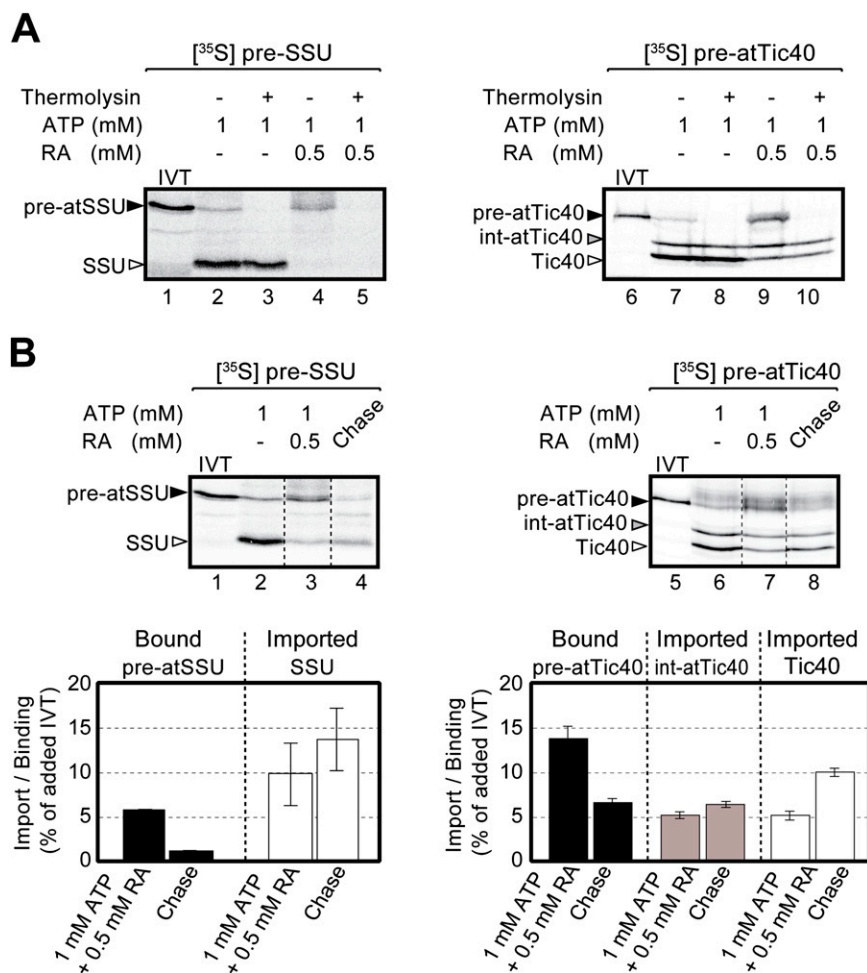 A
[³⁵S] pre-SSU
Thermolysin - + - +
ATP (mM) 1 1 1 1
RA (mM) - - 0.5 0.5
IVT
pre-atSSU
SSU
1 2 3 4 5
[³⁵S] pre-atTic40
- + - +
ATP (mM) 1 1 1 1
RA (mM) - - 0.5 0.5
Thermolysin
IVT
pre-atTic40
int-atTic40
Tic40
6 7 8 9 10
B
[³⁵S] pre-SSU
ATP (mM) 1 1 Chase
RA (mM) - 0.5
IVT
pre-atSSU
SSU
1 2 3 4
[³⁵S] pre-atTic40
ATP (mM) 1 1 Chase
RA (mM) - 0.5
IVT
pre-atTic40
int-atTic40
Tic40
5 6 7 8
Bound
pre-atSSU
Imported
SSU
Import / Binding
(% of added IVT)
20
15
10
5
0
1 mM ATP
+ 0.5 mM RA
Chase
1 mM ATP
+ 0.5 mM RA
Chase
Bound
pre-atTic40
Imported
int-atTic40
Imported
Tic40
Import / Binding
(% of added IVT)
20
15
10
5
0
1 mM ATP
+ 0.5 mM RA
Chase
1 mM ATP
+ 0.5 mM RA
Chase
1 mM ATP
+ 0.5 mM RA
Chase